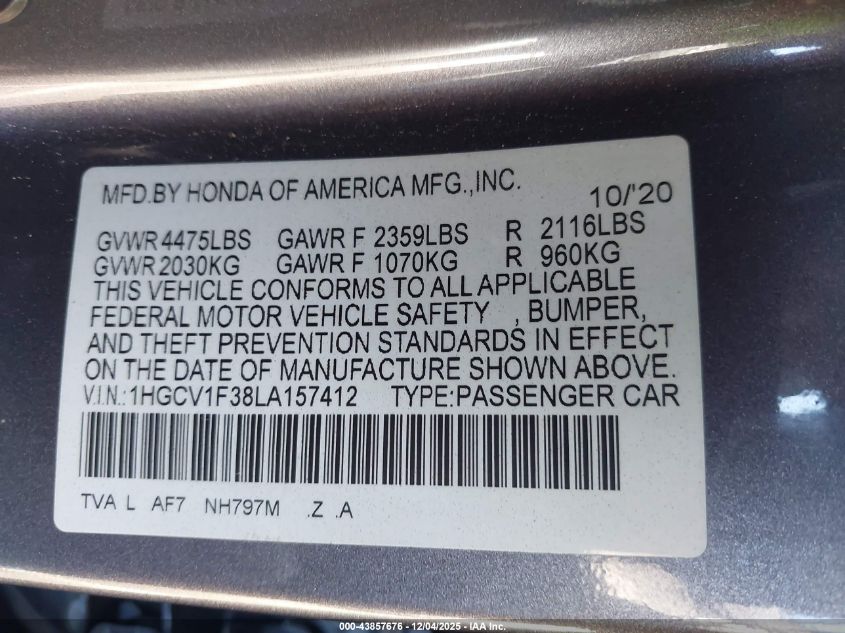 MFD.BY HONDA OF AMERICA MFG.,INC. 10/'20
GVWR 4475LBS GAWR F 2359LBS R 2116LBS
GVWR 2030KG GAWR F 1070KG R 960KG
THIS VEHICLE CONFORMS TO ALL APPLICABLE
FEDERAL MOTOR VEHICLE SAFETY , BUMPER,
AND THEFT PREVENTION STANDARDS IN EFFECT
ON THE DATE OF MANUFACTURE SHOWN ABOVE.
V.I.N.:1HGCV1F38LA157412 TYPE:PASSENGER CAR
TVA L AF7 NH797M .Z .A
000-43857676 - 12/04/2025 - IAA Holdings, LLC.